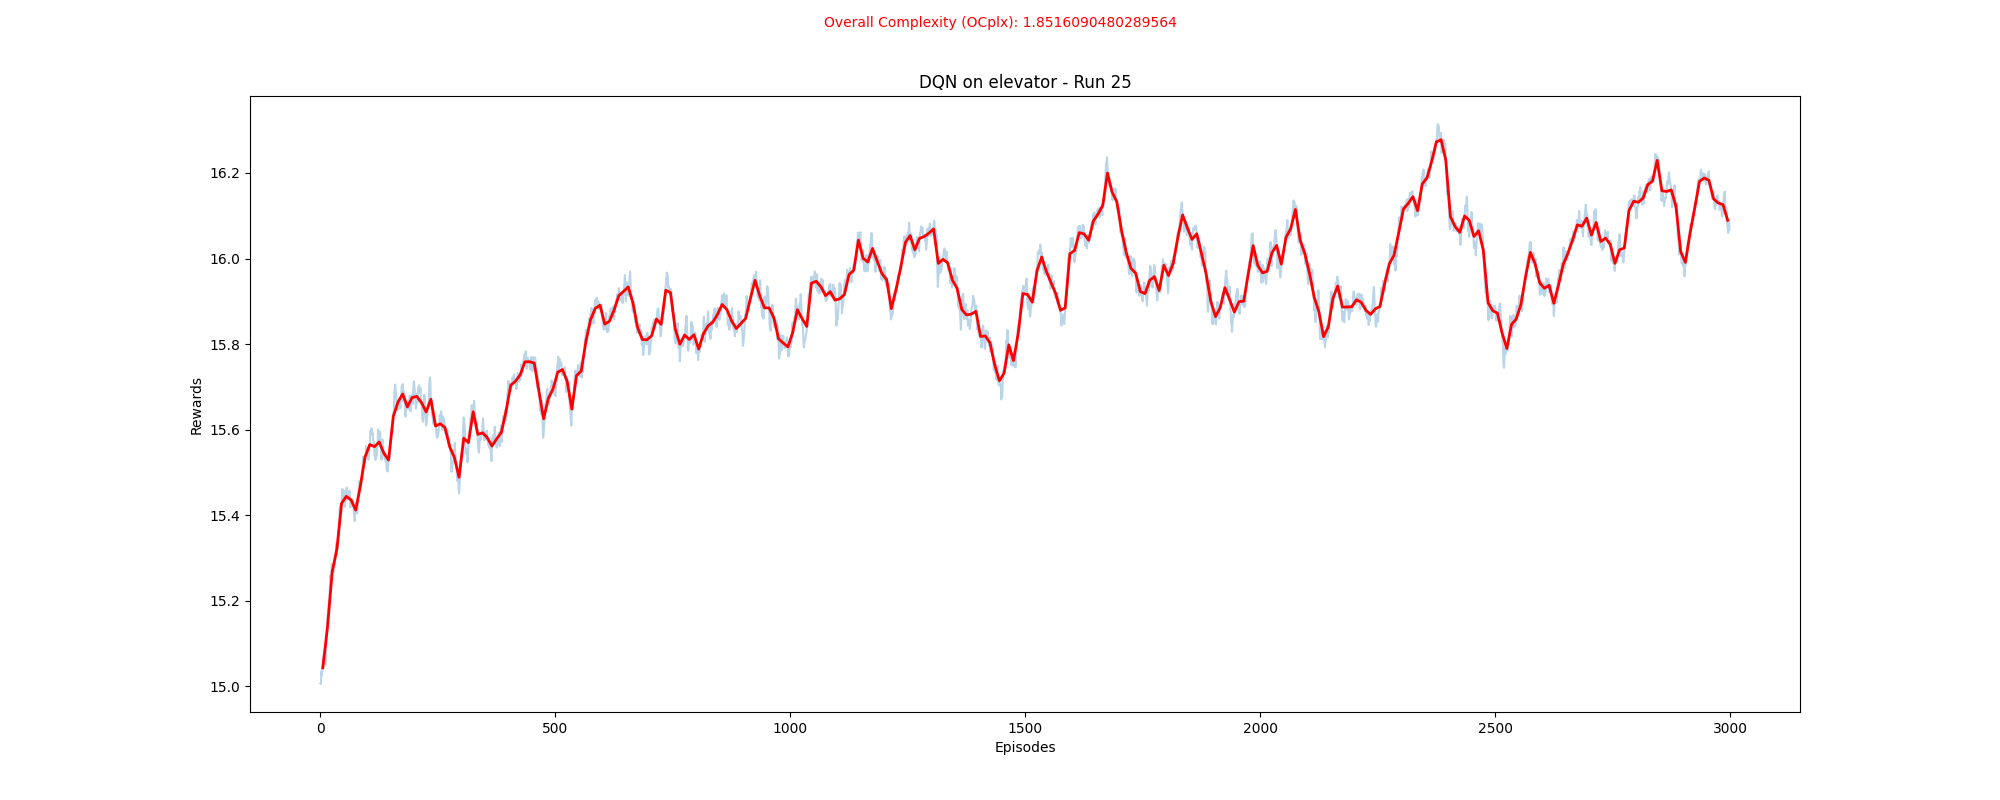 Overall Complexity (OCplx): 1.8516090480289564
DQN on elevator - Run 25
Rewards
16.2
16.0
15.8
15.6
15.4
15.2
15.0
0 500 1000 1500 2000 2500 3000
Episodes